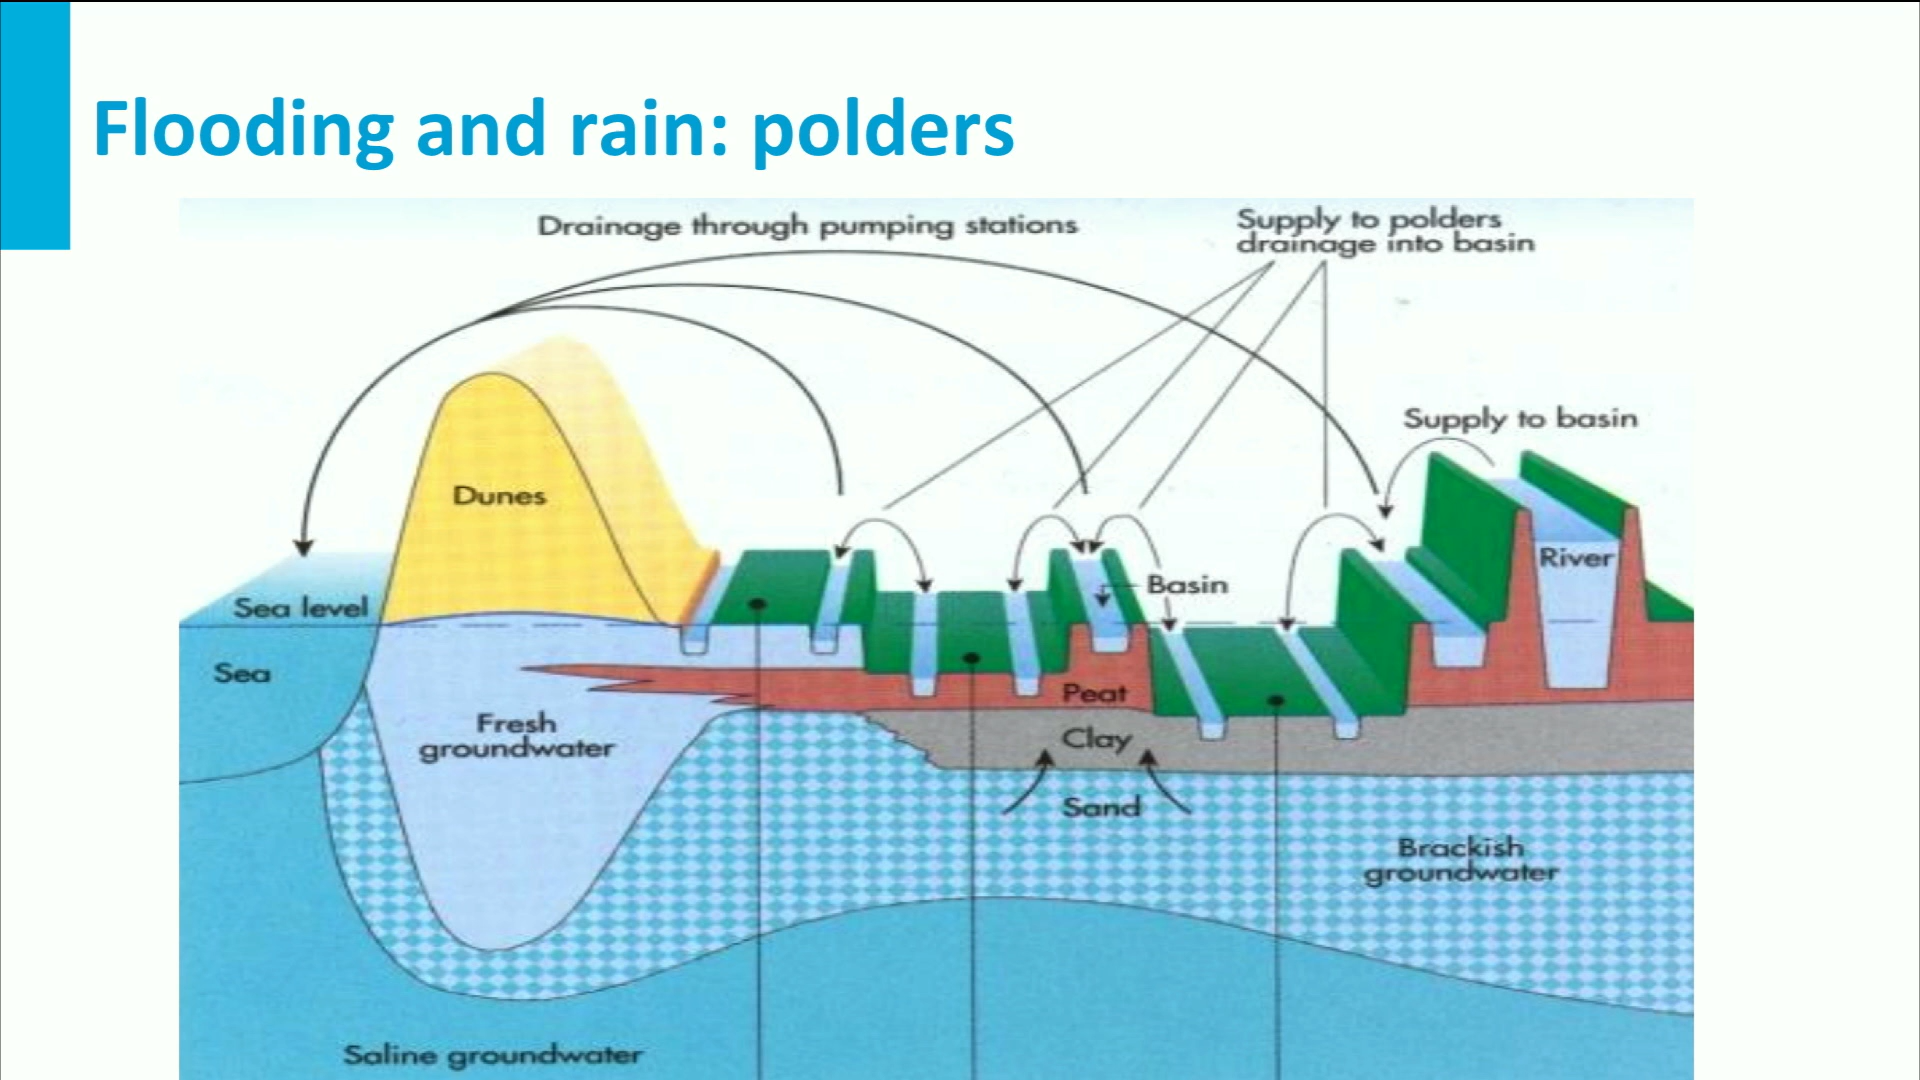 Flooding and rain: polders
Drainage through pumping stations
Supply to polders
drainage into basin
Supply to basin
Dunes
River
Basin
Sea level
Sea
Peat
Fresh
groundwater
Clay
Sand
Brackish
groundwater
Saline groundwater